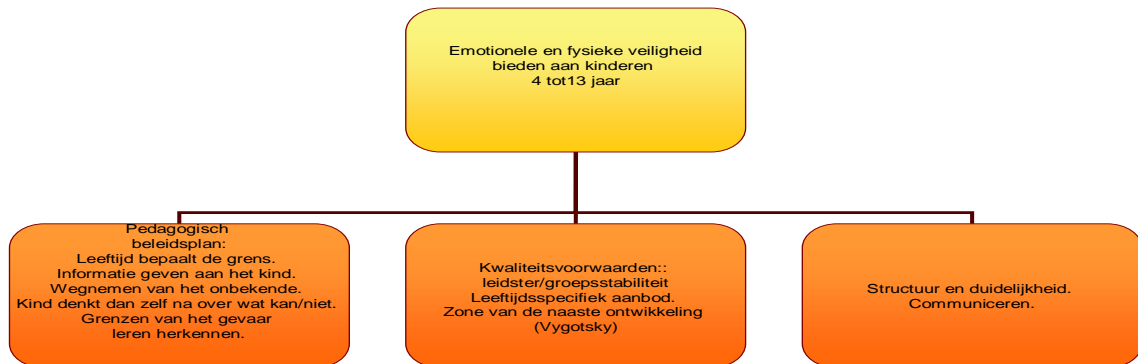 Emotionele en fysieke veiligheid
bieden aan kinderen
4 tot13 jaar
Pedagogisch
beleidsplan:
Leeftijd bepaalt de grens.
Informatie geven aan het kind.
Wegnemen van het onbekende.
Kind denkt dan zelf na over wat kan/niet.
Grenzen van het gevaar
leren herkennen.
Kwaliteitsvoorwaarden::
leidster/groepsstabiliteit
Leeftijdsspecifiek aanbod.
Zone van de naaste ontwikkeling
(Vygotsky)
Structuur en duidelijkheid.
Communiceren.